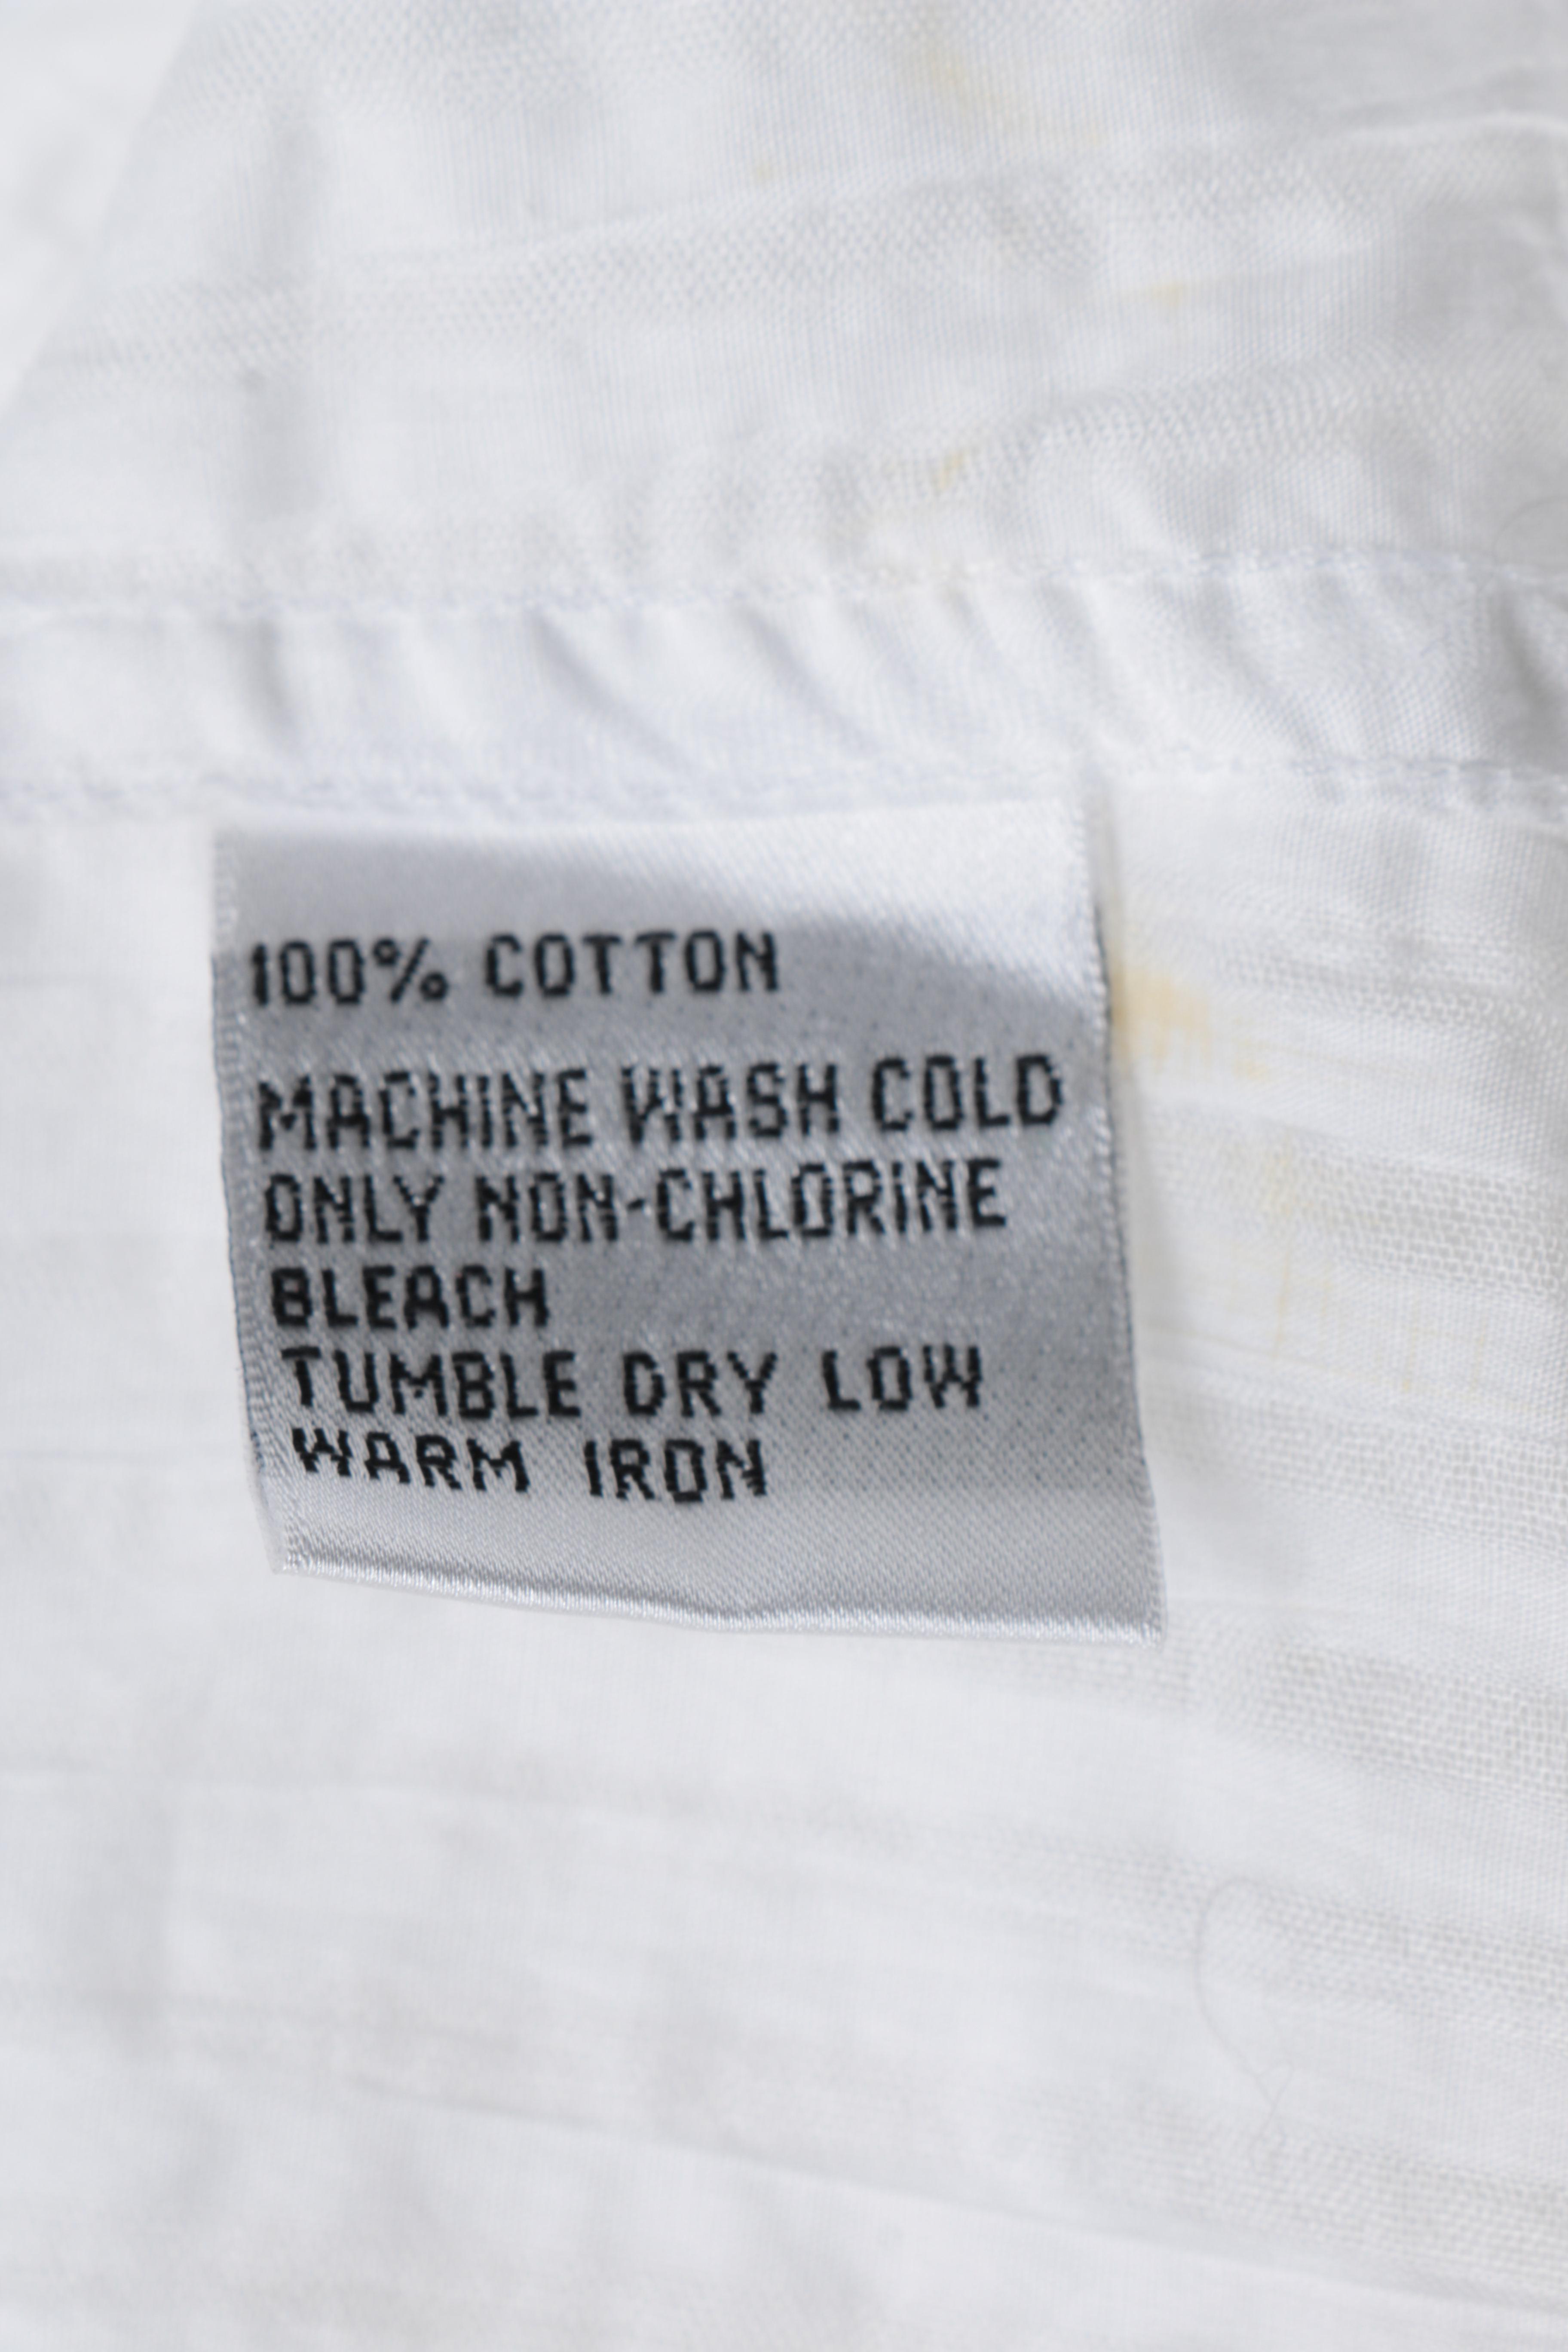 100% COTTON
MACHINE WASH COLD
ONLY NON-CHLORINE
BLEACH
TUMBLE DRY LOW
WARM IRON